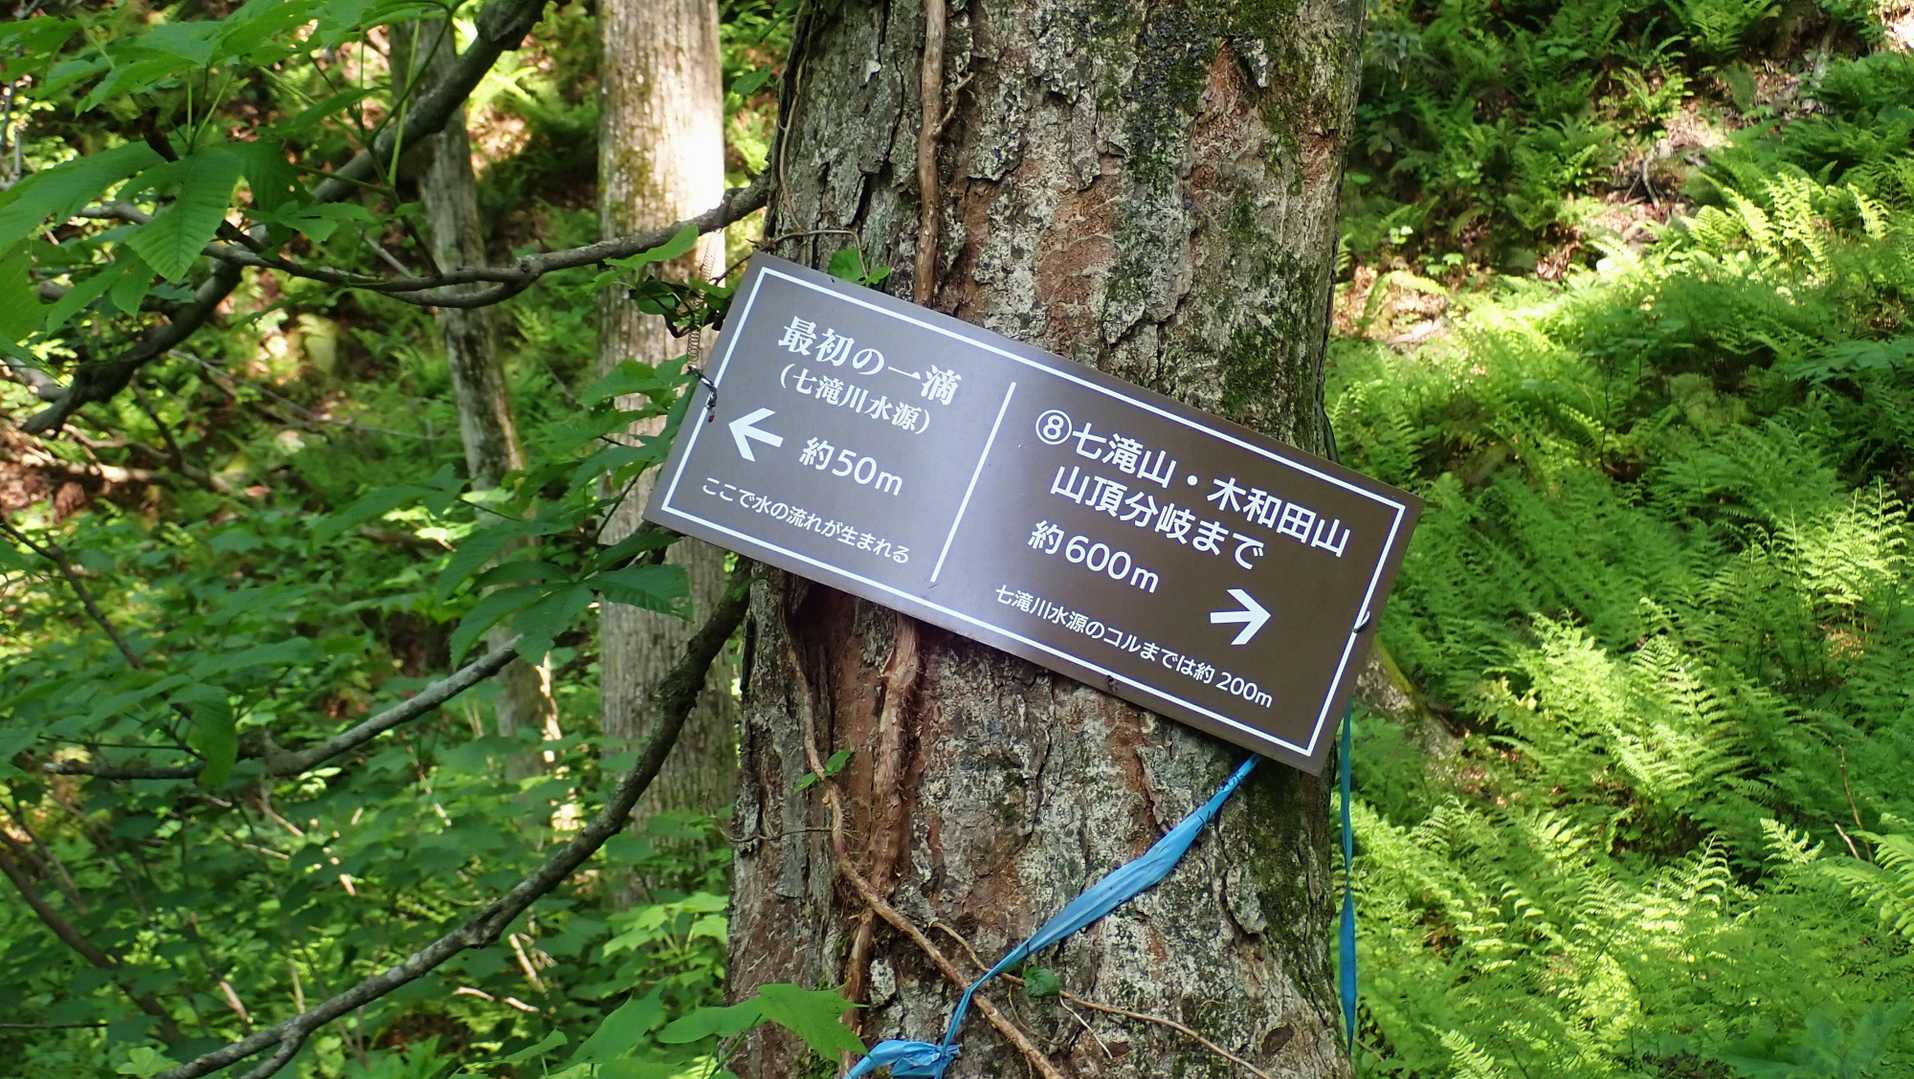 最初の一滴
（七滝川水源）
← 約50m
ここで水の流れが生まれる
⑧七滝山・木和田山
山頂分岐まで
約600m
→
七滝川水源のコルまでは約200m